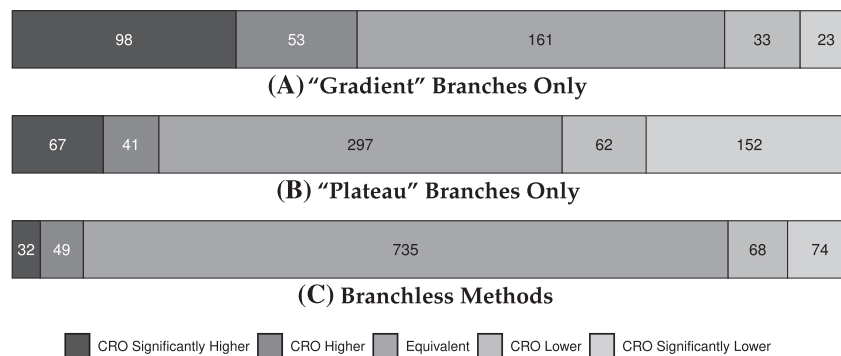 98 53 161 33 23
(A) “Gradient” Branches Only
67 41 297 62 152
(B) “Plateau” Branches Only
32 49 735 68 74
(C) Branchless Methods
CRO Significantly Higher CRO Higher Equivalent CRO Lower CRO Significantly Lower